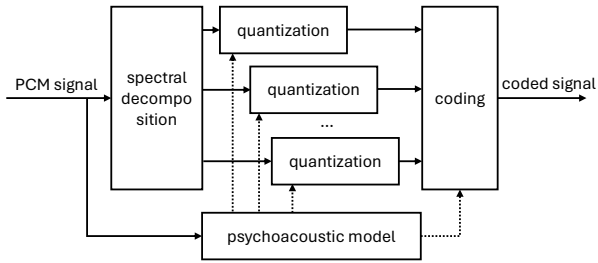 quantization
PCM signal
spectral
decompo
sition
quantization
coding
coded signal
...
quantization
psychoacoustic model